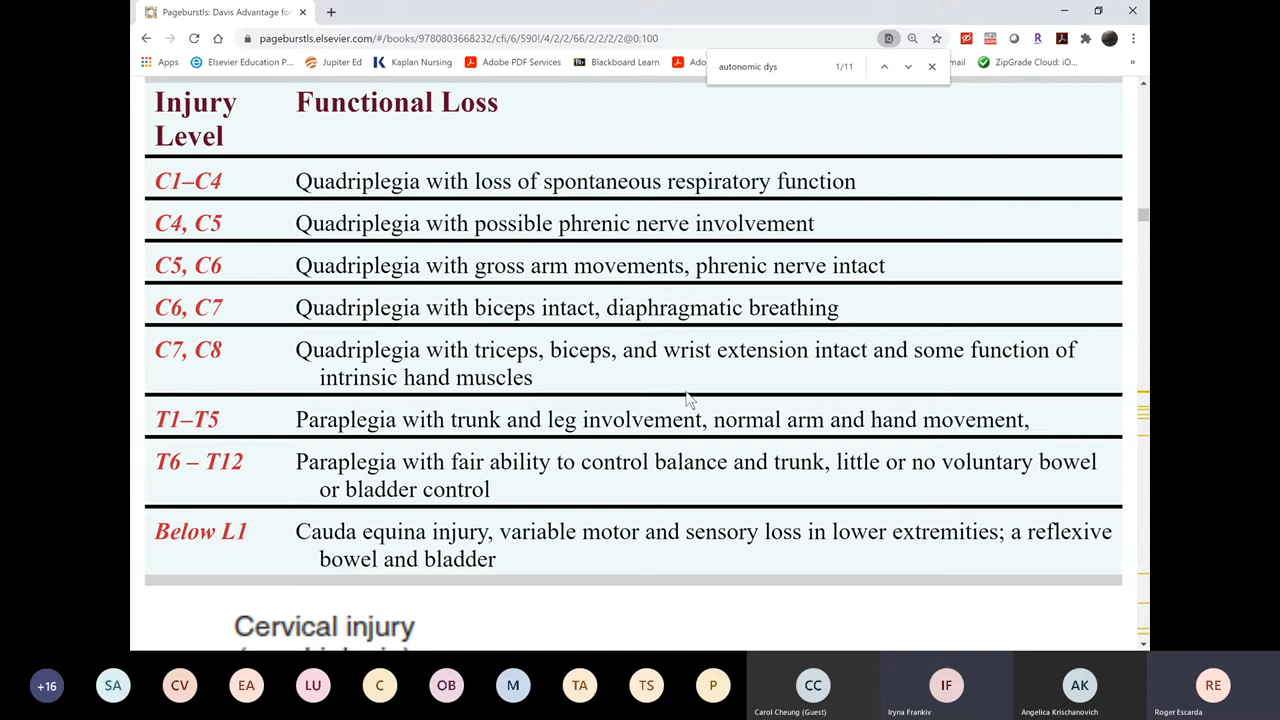 Pageburstls: Davis Advantage for
pageburstls.elsevier.com/#/books/9780803668232/cfi/6/590!/4/2/2/66/2/2/2/2@0:100
Apps Elsevier Education P... Jupiter Ed Kaplan Nursing Adobe PDF Services Blackboard Learn Ado mail ZipGrade Cloud: iO...
autonomic dys 1/11
Injury Level Functional Loss
C1–C4 Quadriplegia with loss of spontaneous respiratory function
C4, C5 Quadriplegia with possible phrenic nerve involvement
C5, C6 Quadriplegia with gross arm movements, phrenic nerve intact
C6, C7 Quadriplegia with biceps intact, diaphragmatic breathing
C7, C8 Quadriplegia with triceps, biceps, and wrist extension intact and some function of
intrinsic hand muscles
T1–T5 Paraplegia with trunk and leg involvement; normal arm and hand movement,
T6 – T12 Paraplegia with fair ability to control balance and trunk, little or no voluntary bowel
or bladder control
Below L1 Cauda equina injury, variable motor and sensory loss in lower extremities; a reflexive
bowel and bladder
Cervical injury
+16 SA CV EA LU C OB M TA TS P CC IF AK RE
Carol Cheung (Guest) Iryna Frankiv Angelica Krischanovich Roger Escarda